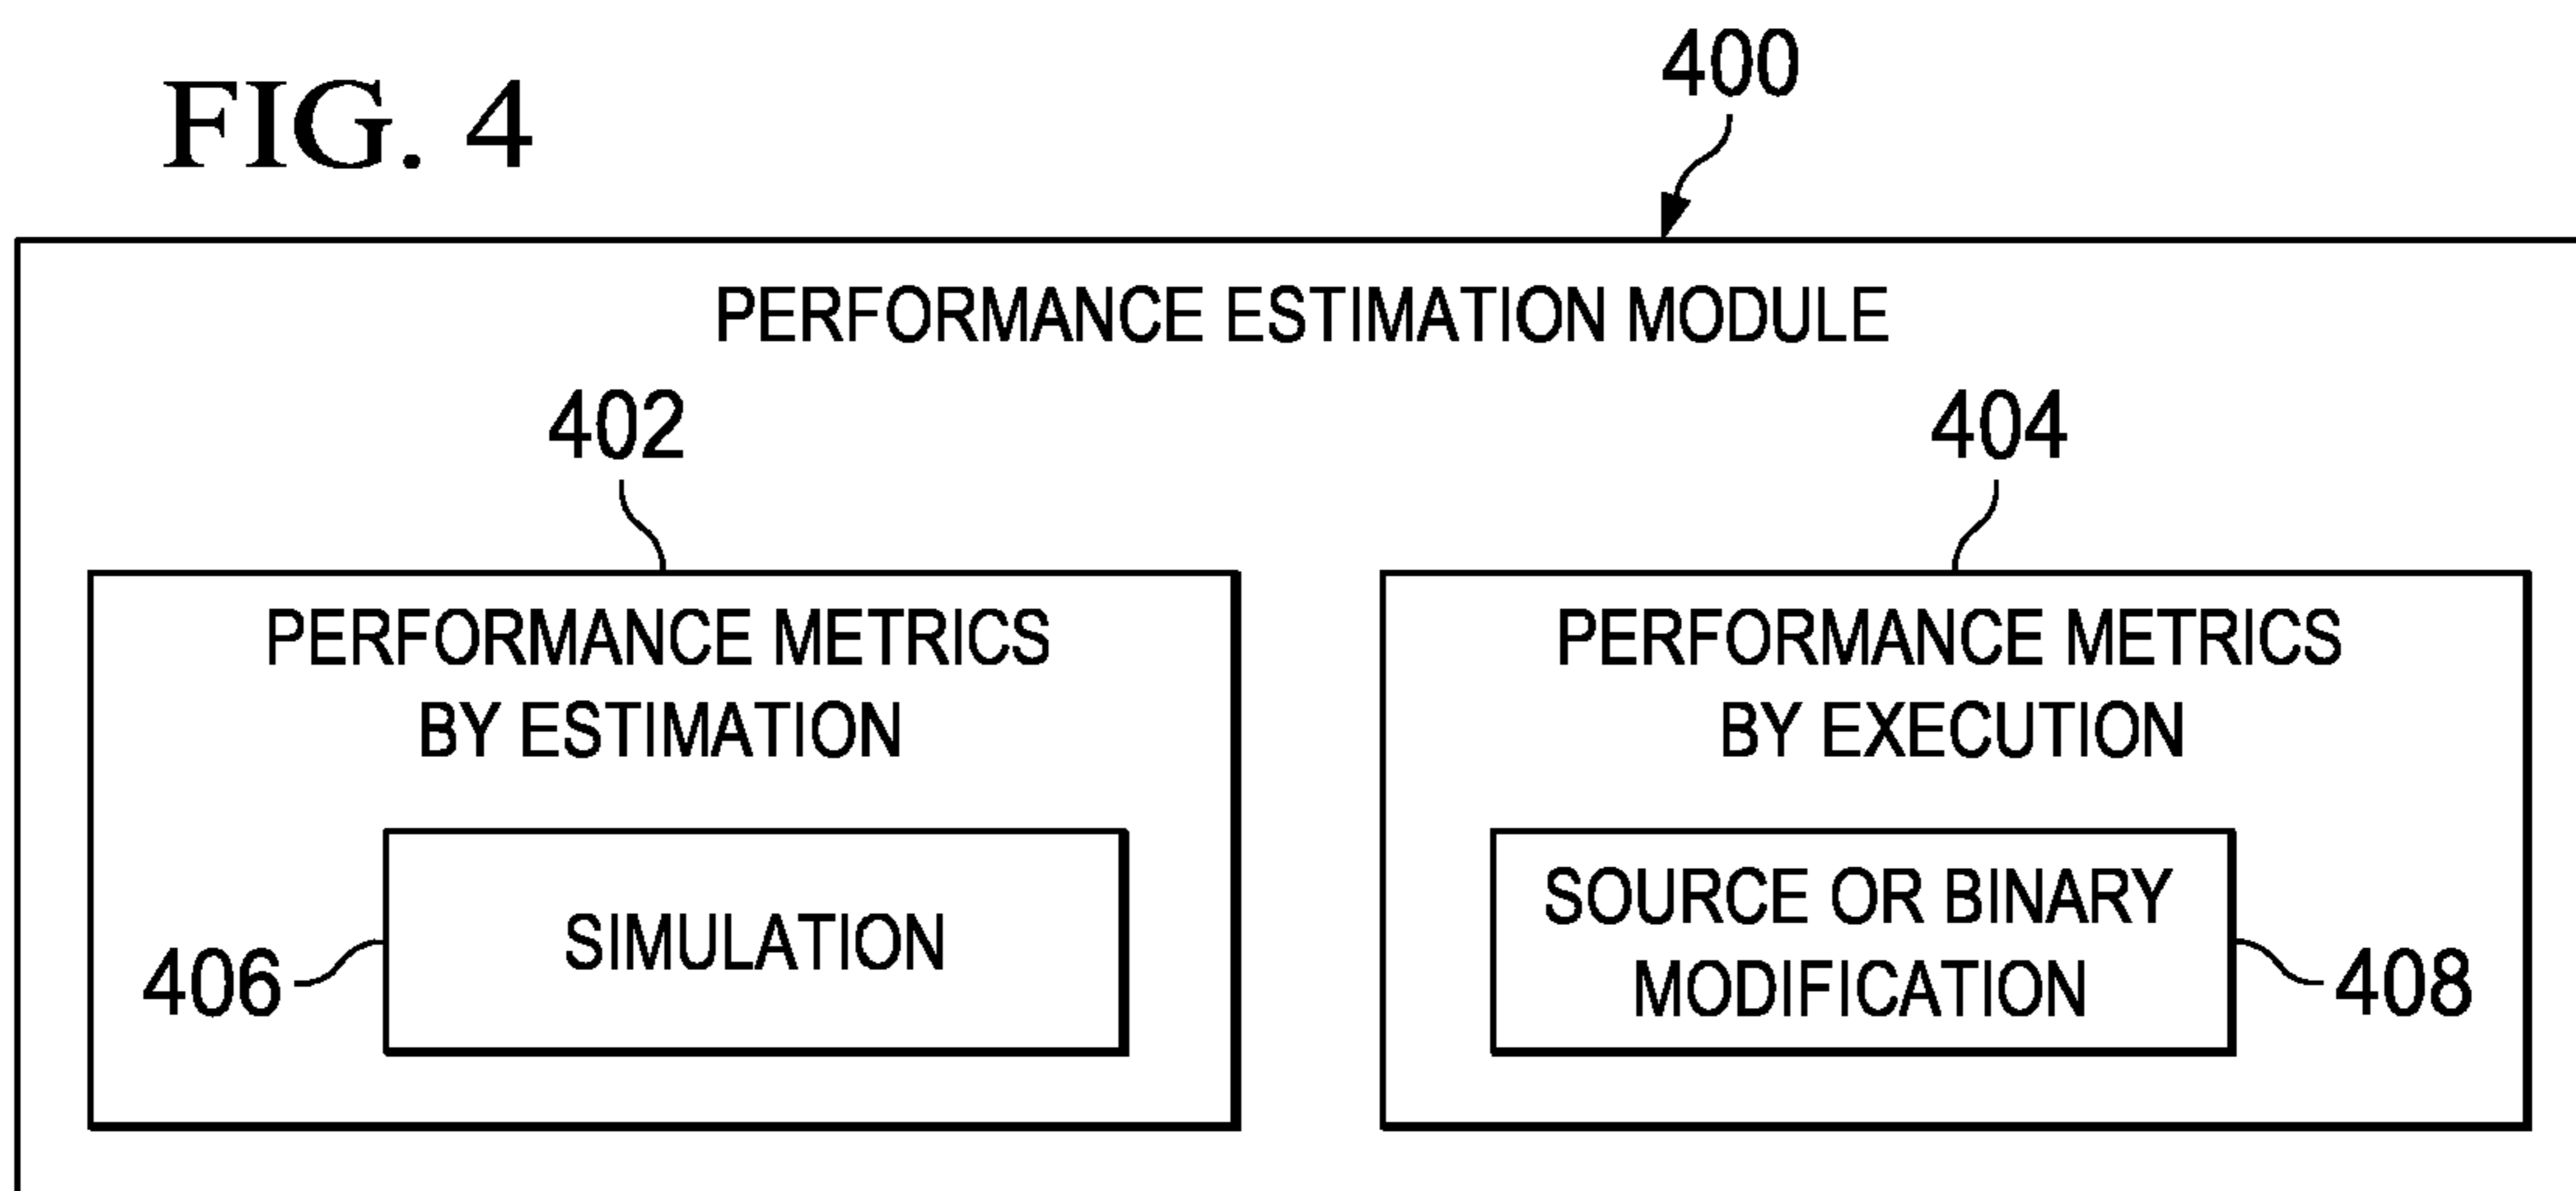 FIG. 4
400
PERFORMANCE ESTIMATION MODULE
402
PERFORMANCE METRICS
BY ESTIMATION
406
SIMULATION
404
PERFORMANCE METRICS
BY EXECUTION
SOURCE OR BINARY
MODIFICATION
408